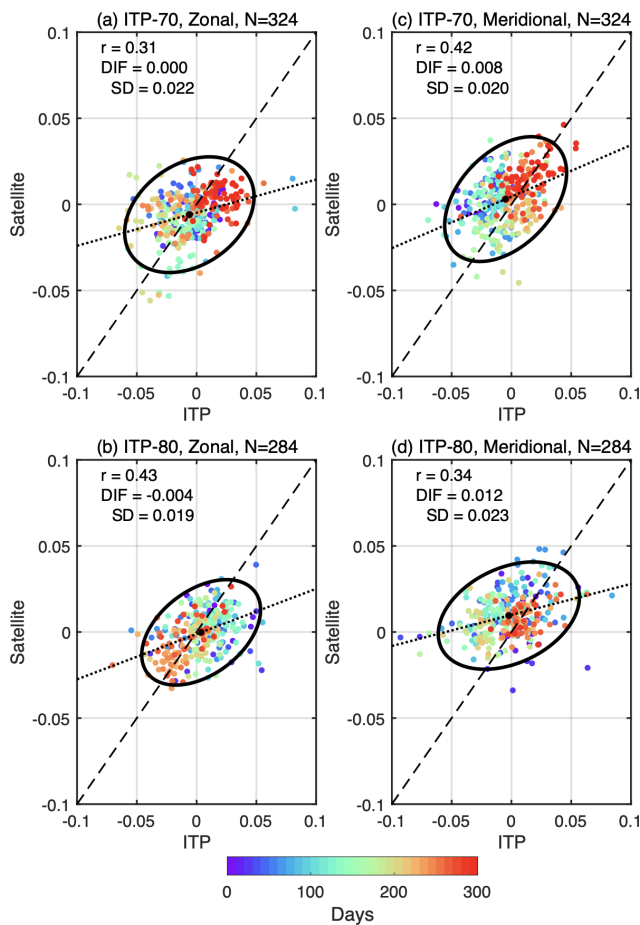 (a) ITP-70, Zonal, N=324
r = 0.31
DIF = 0.000
SD = 0.022
0.1
0.05
0
-0.05
-0.1
Satellite
-0.1 -0.05 0 0.05 0.1
ITP
(c) ITP-70, Meridional, N=324
r = 0.42
DIF = 0.008
SD = 0.020
0.1
0.05
0
-0.05
-0.1
Satellite
-0.1 -0.05 0 0.05 0.1
ITP
(b) ITP-80, Zonal, N=284
r = 0.43
DIF = -0.004
SD = 0.019
0.1
0.05
0
-0.05
-0.1
Satellite
-0.1 -0.05 0 0.05 0.1
ITP
(d) ITP-80, Meridional, N=284
r = 0.34
DIF = 0.012
SD = 0.023
0.1
0.05
0
-0.05
-0.1
Satellite
-0.1 -0.05 0 0.05 0.1
ITP
0 100 200 300
Days